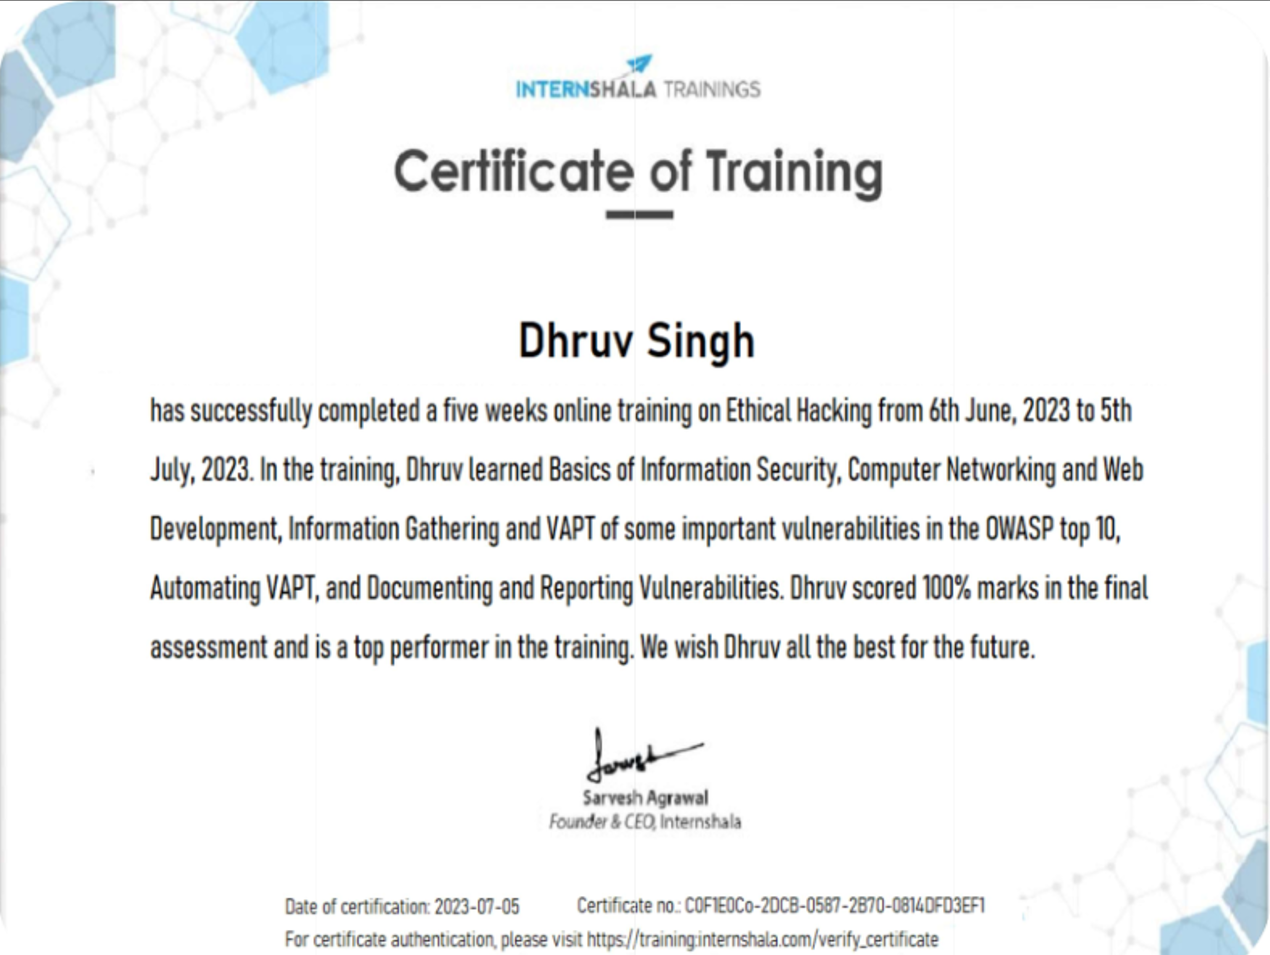 INTERNSHALA TRAININGS
Certificate of Training
Dhruv Singh
has successfully completed a five weeks online training on Ethical Hacking from 6th June, 2023 to 5th
July, 2023. In the training, Dhruv learned Basics of Information Security, Computer Networking and Web
Development, Information Gathering and VAPT of some important vulnerabilities in the OWASP top 10,
Automating VAPT, and Documenting and Reporting Vulnerabilities. Dhruv scored 100% marks in the final
assessment and is a top performer in the training. We wish Dhruv all the best for the future.
Sarvesh
Sarvesh Agrawal
Founder & CEO, Internshala
Date of certification: 2023-07-05 Certificate no.: C0F1E0Co-2DCB-0587-2B70-0814DFD3EF1
For certificate authentication, please visit https://training.internshala.com/verify_certificate